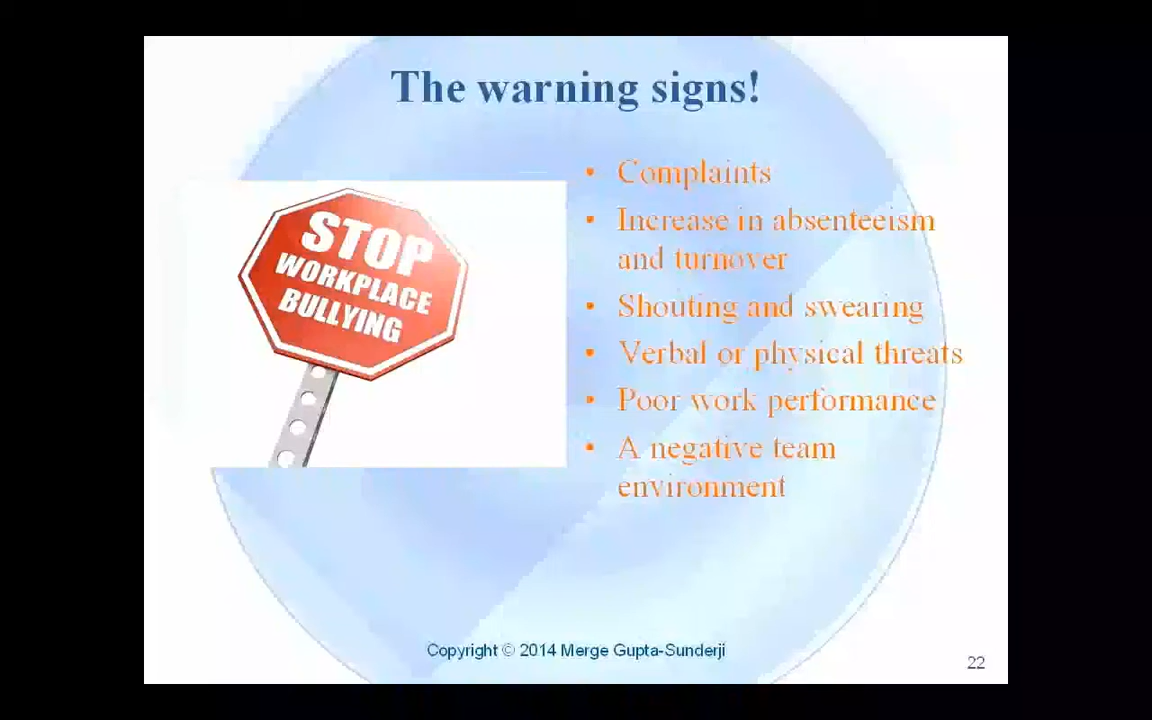 The warning signs!
STOP
WORKPLACE
BULLYING
• Complaints
• Increase in absenteeism
and turnover
• Shouting and swearing
• Verbal or physical threats
• Poor work performance
• A negative team
environment
Copyright © 2014 Merge Gupta-Sunderji
22